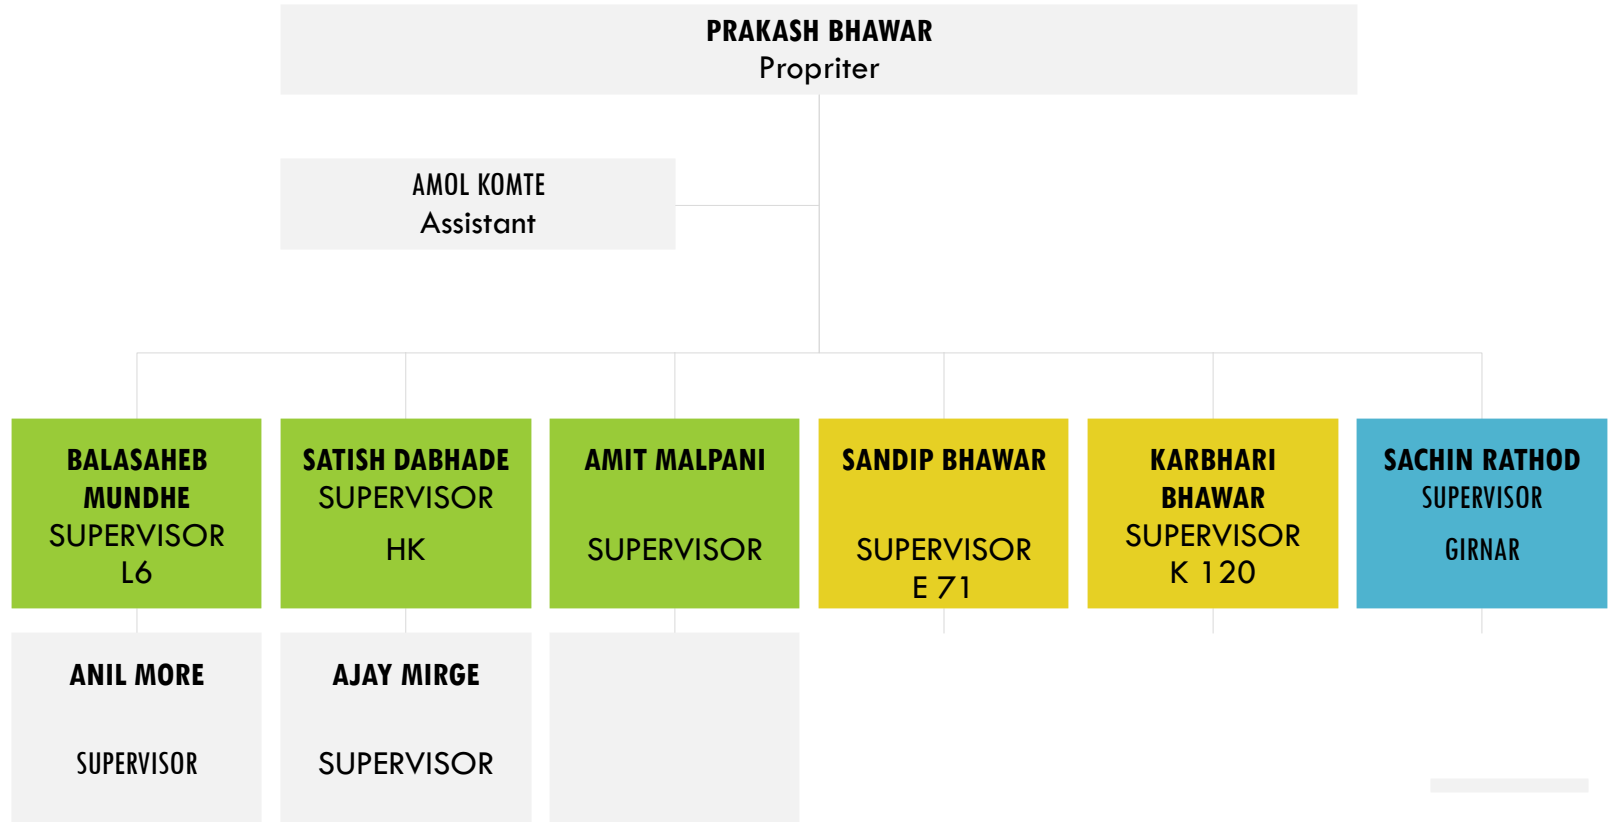 PRAKASH BHAWAR
Propriter
AMOL KOMTE
Assistant
BALASAHEB
MUNDHE
SUPERVISOR
L6
SATISH DABHADE
SUPERVISOR
HK
AMIT MALPANI
SUPERVISOR
SANDIP BHAWAR
SUPERVISOR
E 71
KARBHARI
BHAWAR
SUPERVISOR
K 120
SACHIN RATHOD
SUPERVISOR
GIRNAR
ANIL MORE
SUPERVISOR
AJAY MIRGE
SUPERVISOR